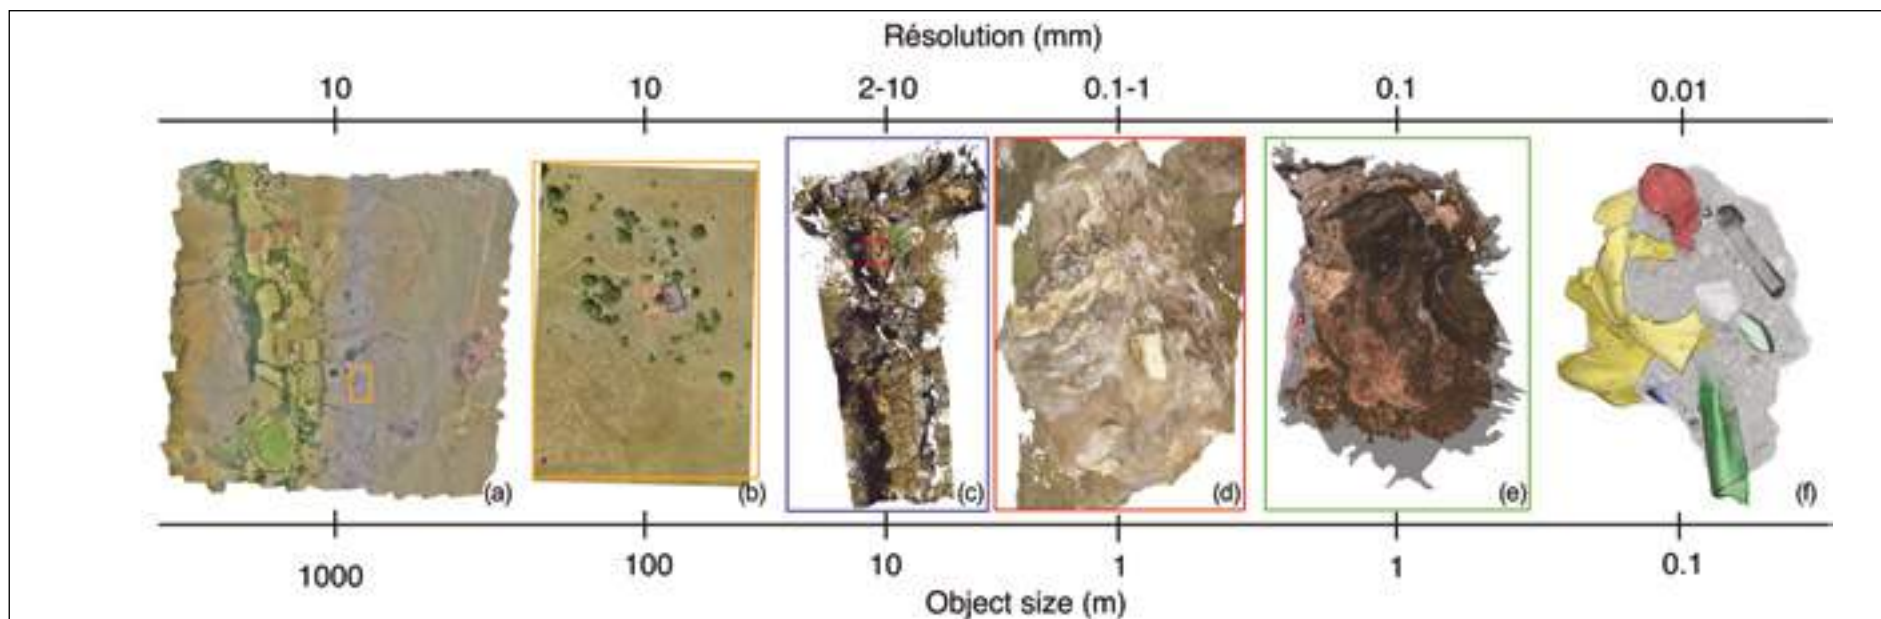 Résolution (mm)
10 10 2-10 0.1-1 0.1 0.01
(a) (b) (c) (d) (e) (f)
1000 100 10 1 1 0.1
Object size (m)